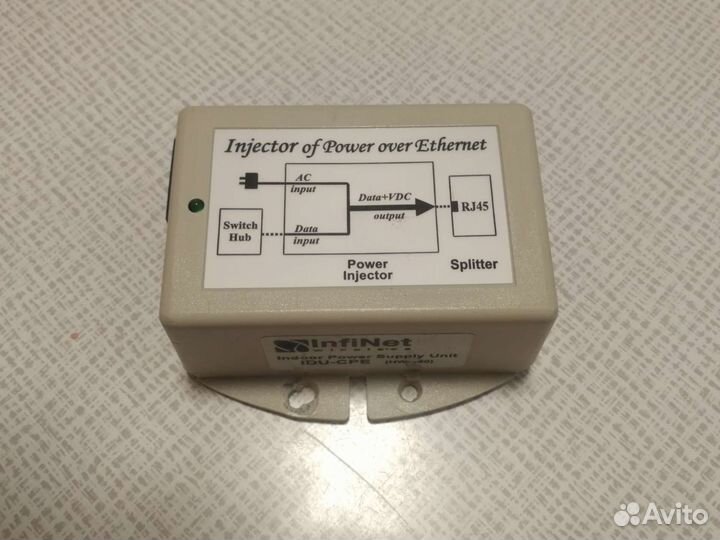 Injector of Power over Ethernet
AC
input
Data+VDC
output
RJ45
Switch
Hub
Data
input
Power
Injector
Splitter
InfiNet
wireless
Indoor Power Supply Unit
IDU-CPE
Avito